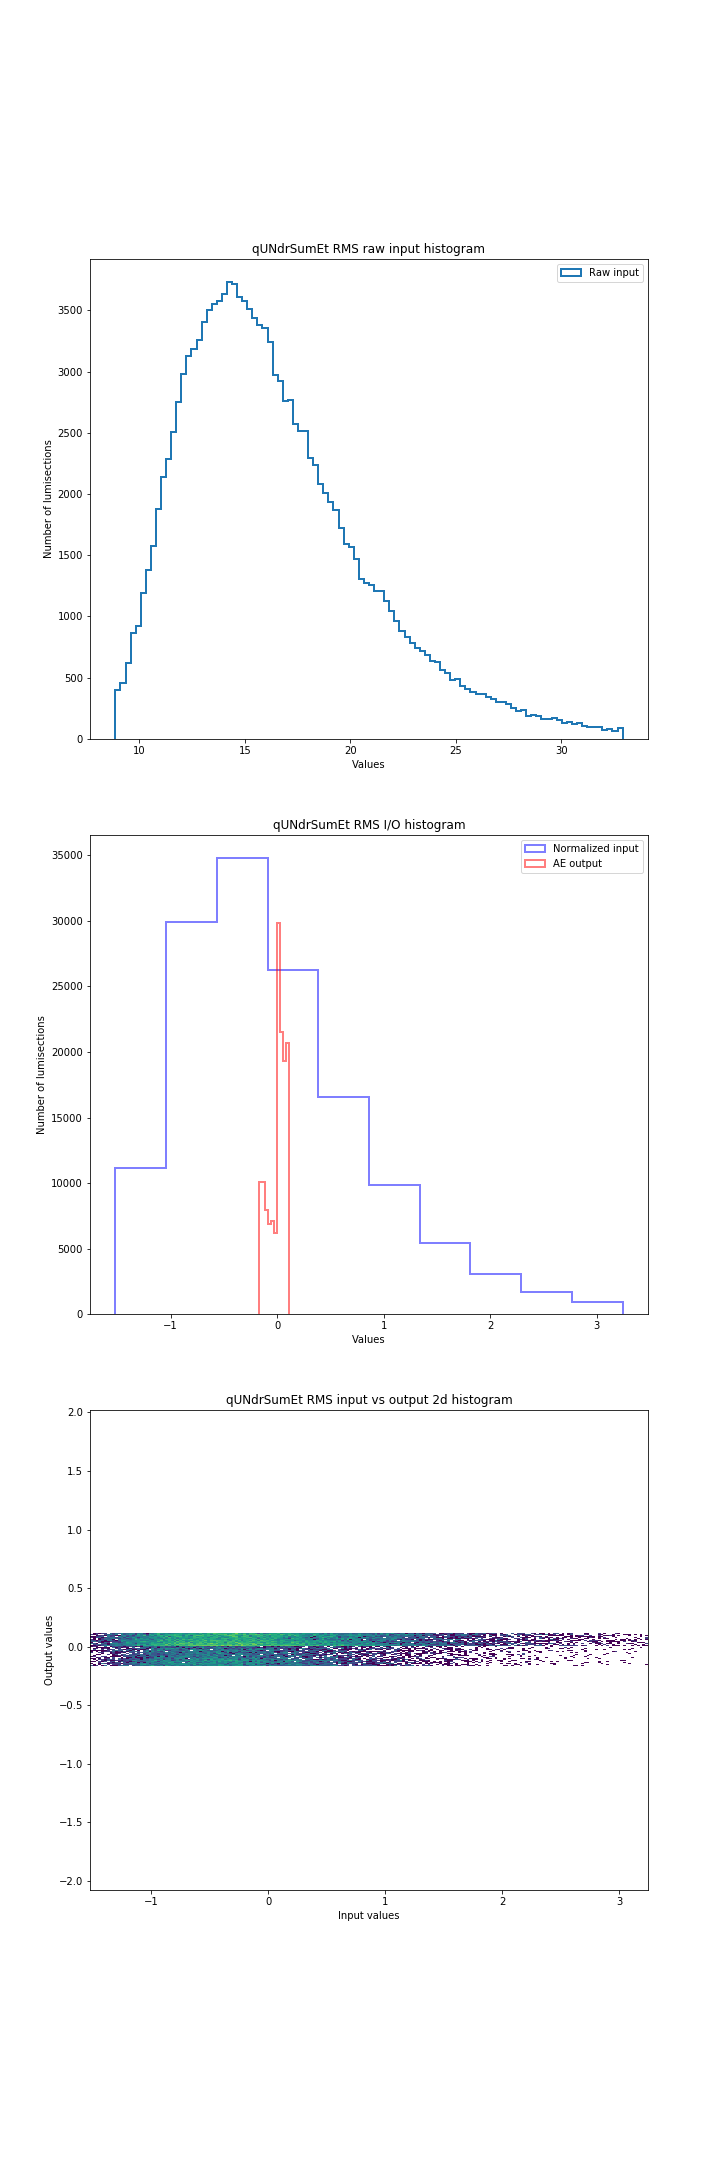 qUNdrSumEt RMS raw input histogram
Raw input
3500
3000
2500
2000
1500
1000
500
0
Number of lumisections
10 15 20 25 30
Values
qUNdrSumEt RMS I/O histogram
Normalized input
AE output
35000
30000
25000
20000
15000
10000
5000
0
Number of lumisections
−1 0 1 2 3
Values
qUNdrSumEt RMS input vs output 2d histogram
2.0
1.5
1.0
0.5
0.0
−0.5
−1.0
−1.5
−2.0
Output values
−1 0 1 2 3
Input values